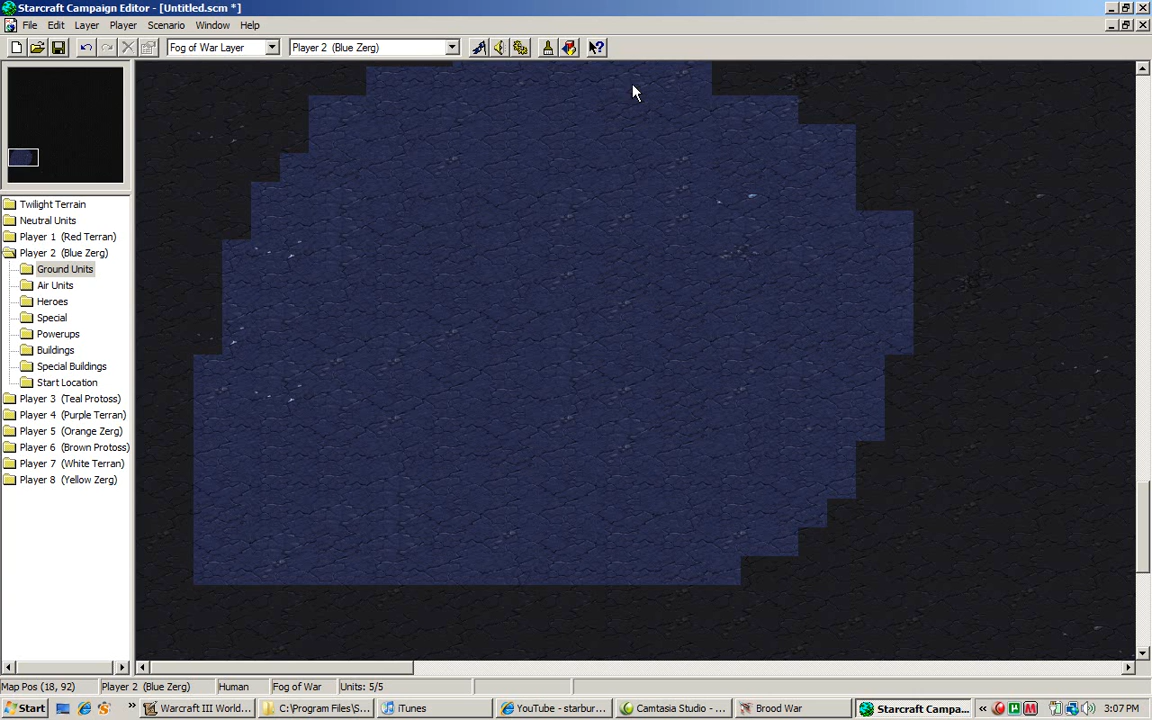 Starcraft Campaign Editor - [Untitled.scm *]
File Edit Layer Player Scenario Window Help
Fog of War Layer Player 2 (Blue Zerg)
Twilight Terrain
Neutral Units
Player 1 (Red Terran)
Player 2 (Blue Zerg)
Ground Units
Air Units
Heroes
Special
Powerups
Buildings
Special Buildings
Start Location
Player 3 (Teal Protoss)
Player 4 (Purple Terran)
Player 5 (Orange Zerg)
Player 6 (Brown Protoss)
Player 7 (White Terran)
Player 8 (Yellow Zerg)
Map Pos (18, 92) Player 2 (Blue Zerg) Human Fog of War Units: 5/5
Start Warcraft III World... C:\Program Files\S... iTunes YouTube - starbur... Camtasia Studio - ... Brood War Starcraft Campa... 3:07 PM